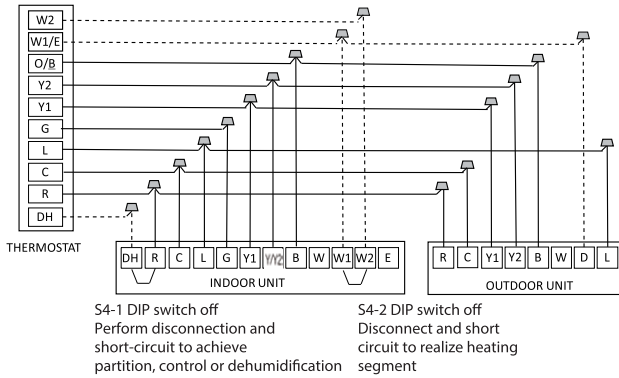 W2
W1/E
O/B
Y2
Y1
G
L
C
R
DH
THERMOSTAT
DH R C L G Y1 Y/Y2 B W W1 W2 E
INDOOR UNIT
R C Y1 Y2 B W D L
OUTDOOR UNIT
S4-1 DIP switch off
Perform disconnection and
short-circuit to achieve
partition, control or dehumidification
S4-2 DIP switch off
Disconnect and short
circuit to realize heating
segment